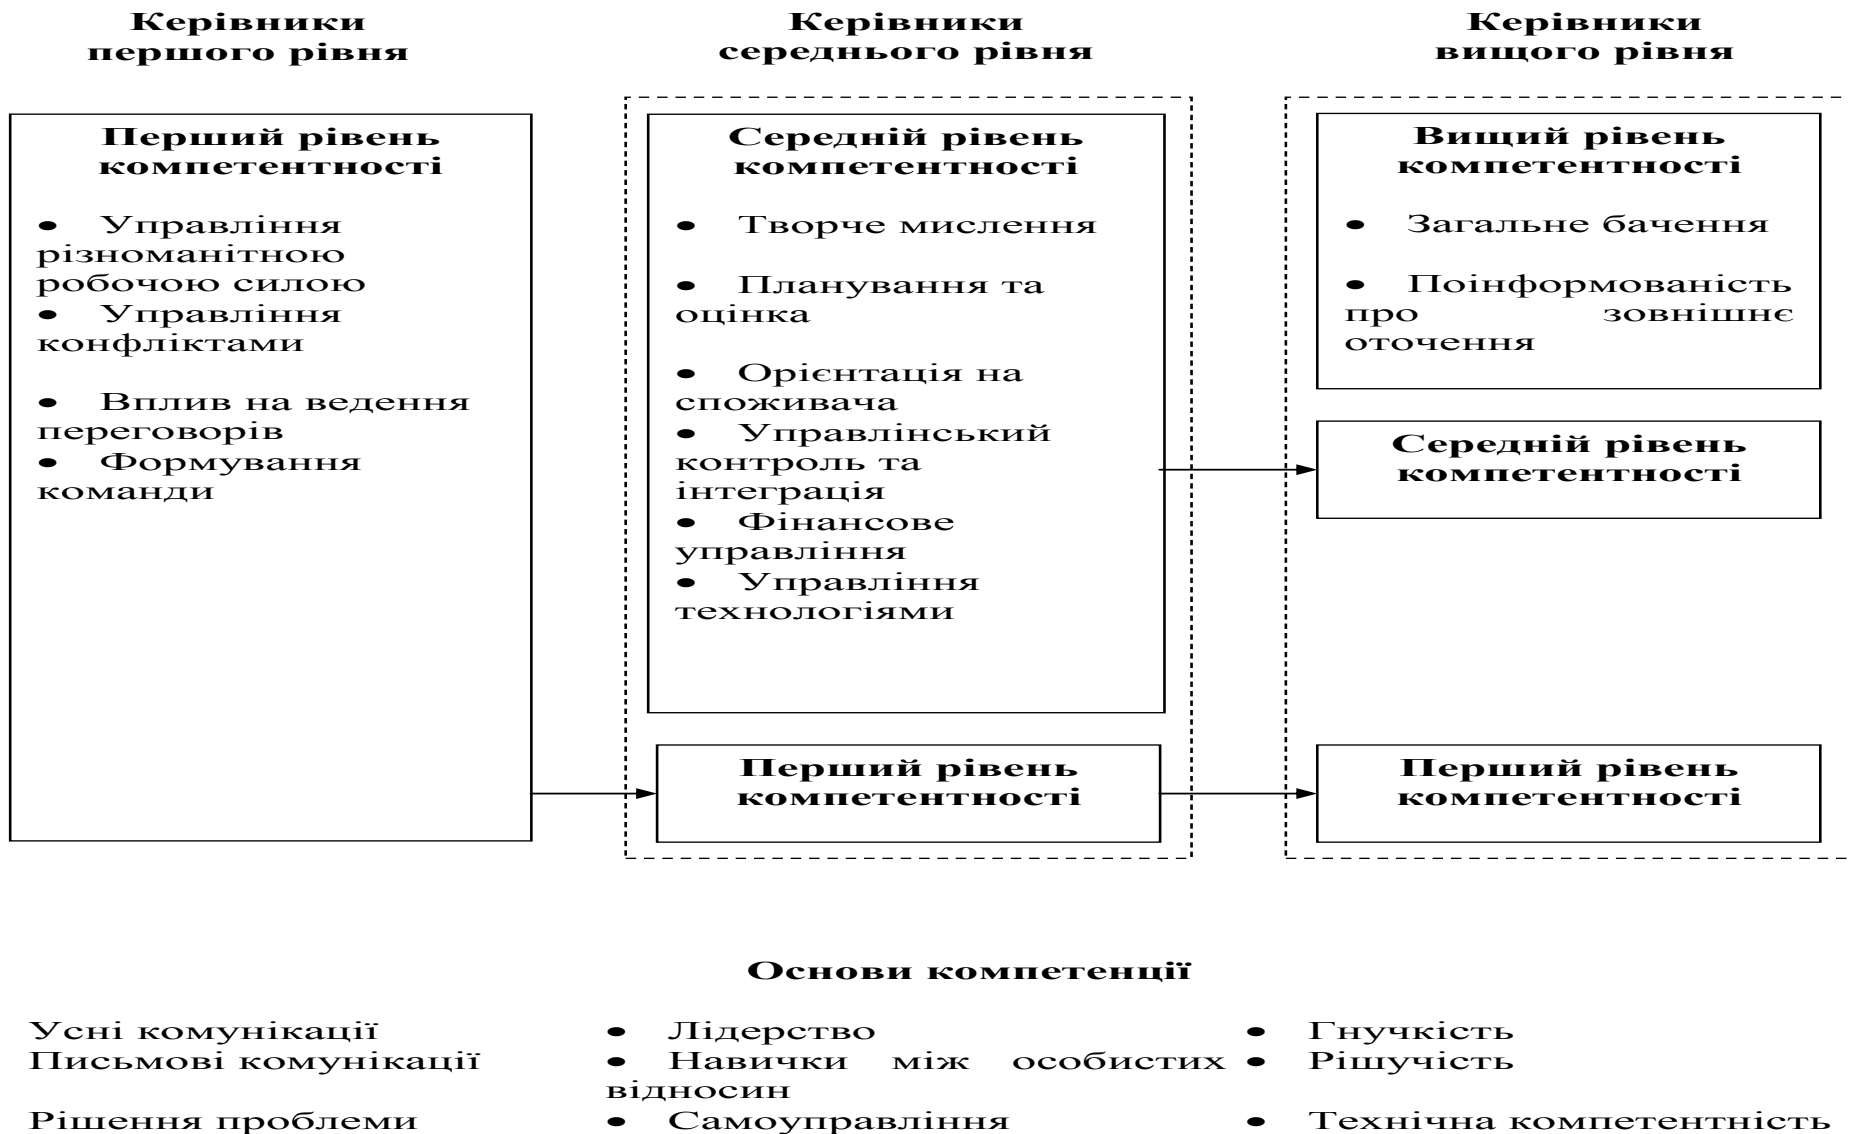 Керівники
першого рівня
Керівники
середнього рівня
Керівники
вищого рівня
Перший рівень
компетентності
• Управління
різноманітною
робочою силою
• Управління
конфліктами
• Вплив на ведення
переговорів
• Формування
команди
Середній рівень
компетентності
• Творче мислення
• Планування та
оцінка
• Орієнтація на
споживача
• Управлінський
контроль та
інтеграція
• Фінансове
управління
• Управління
технологіями
Перший рівень
компетентності
Вищий рівень
компетентності
• Загальне бачення
• Поінформованість
про зовнішнє
оточення
Середній рівень
компетентності
Перший рівень
компетентності
Основи компетенції
Усні комунікації
Письмові комунікації
Рішення проблеми
• Лідерство
• Навички між особистих
відносин
• Самоуправління
• Гнучкість
• Рішучість
• Технічна компетентність